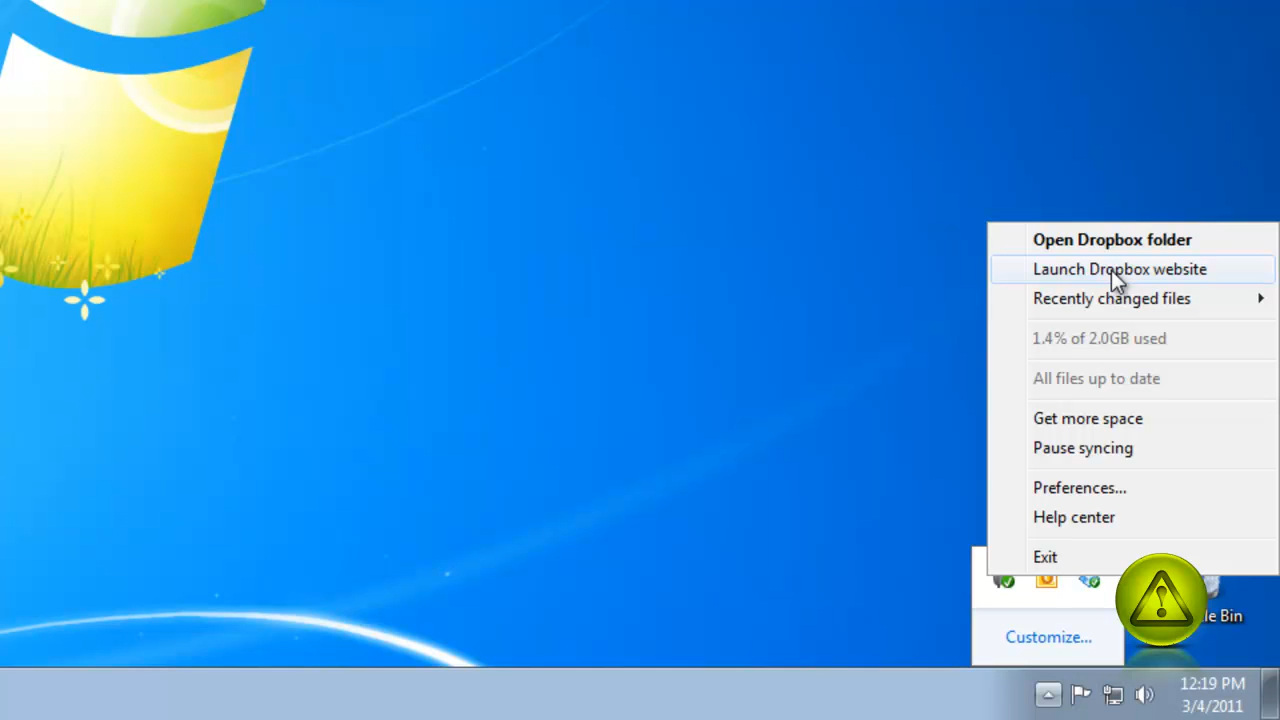 Open Dropbox folder
Launch Dropbox website
Recently changed files
1.4% of 2.0GB used
All files up to date
Get more space
Pause syncing
Preferences...
Help center
Exit
le Bin
Customize...
12:19 PM
3/4/2011